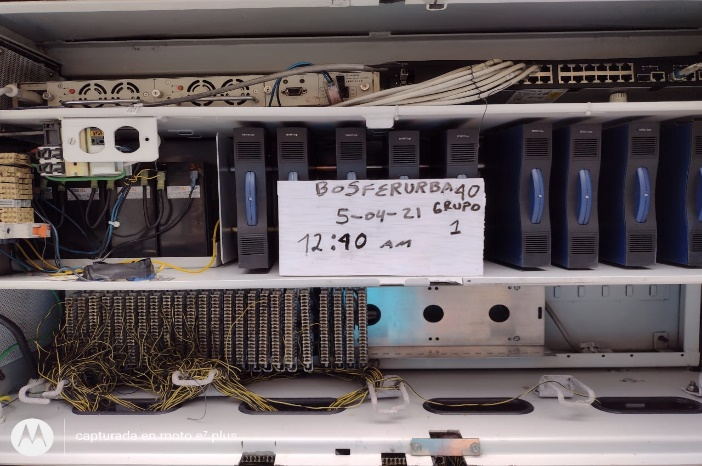 BOSFERURBA40
5-04-21 GRUPO
12:40 AM 1
capturada en moto e7 plus